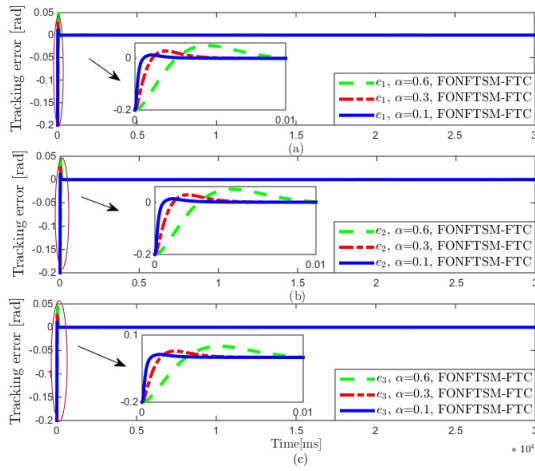 0.05
0
-0.05
-0.1
-0.15
-0.2
Tracking error [rad]
0
-0.2
0
0.01
e1, α=0.6, FONFTSM-FTC
e1, α=0.3, FONFTSM-FTC
e1, α=0.1, FONFTSM-FTC
0 0.5 1 1.5 2 2.5 3
(a)
0.05
0
-0.05
-0.1
-0.15
-0.2
Tracking error [rad]
0
-0.2
0
0.01
e2, α=0.6, FONFTSM-FTC
e2, α=0.3, FONFTSM-FTC
e2, α=0.1, FONFTSM-FTC
0 0.5 1 1.5 2 2.5 3
(b)
0.05
0
-0.05
-0.1
-0.15
-0.2
Tracking error [rad]
0.1
-0.2
0
0.01
e3, α=0.6, FONFTSM-FTC
e3, α=0.3, FONFTSM-FTC
e3, α=0.1, FONFTSM-FTC
0 0.5 1 1.5 2 2.5 3
Time[ms]
* 10⁴
(c)